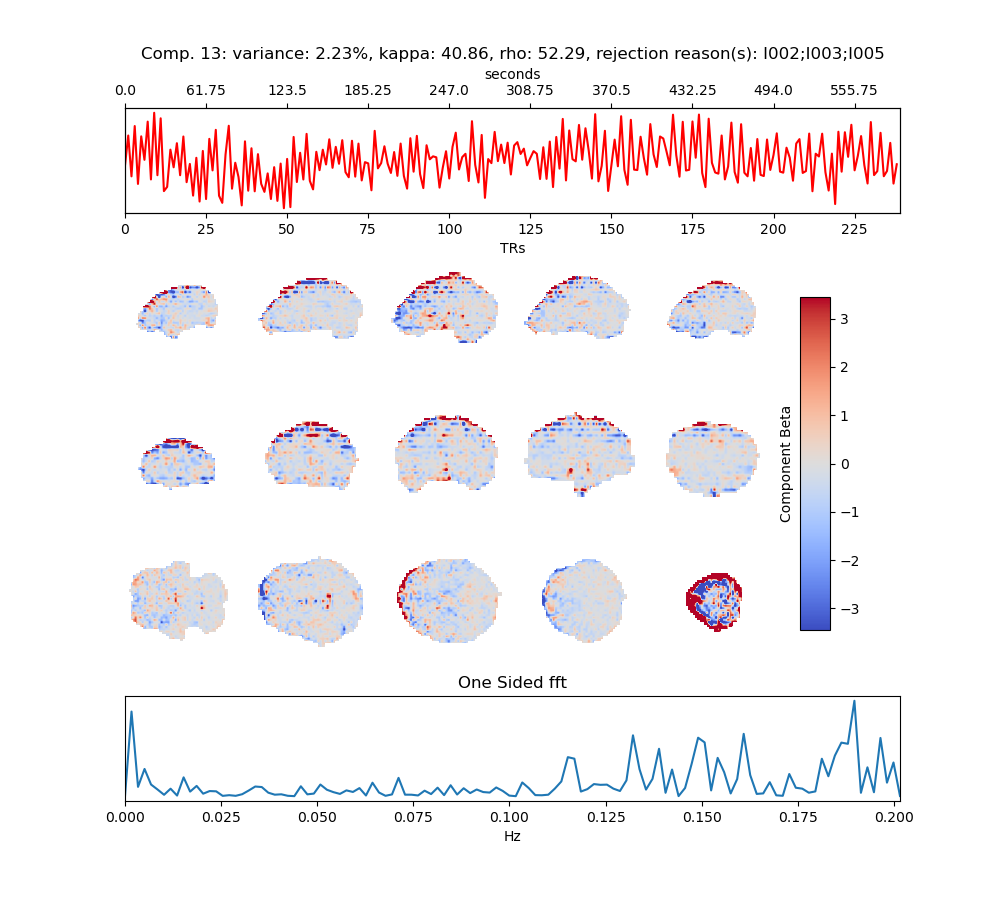 Comp. 13: variance: 2.23%, kappa: 40.86, rho: 52.29, rejection reason(s): I002;I003;I005
seconds
0.0 61.75 123.5 185.25 247.0 308.75 370.5 432.25 494.0 555.75
0 25 50 75 100 125 150 175 200 225
TRs
3
2
1
0
−1
−2
−3
Component Beta
One Sided fft
0.000 0.025 0.050 0.075 0.100 0.125 0.150 0.175 0.200
Hz